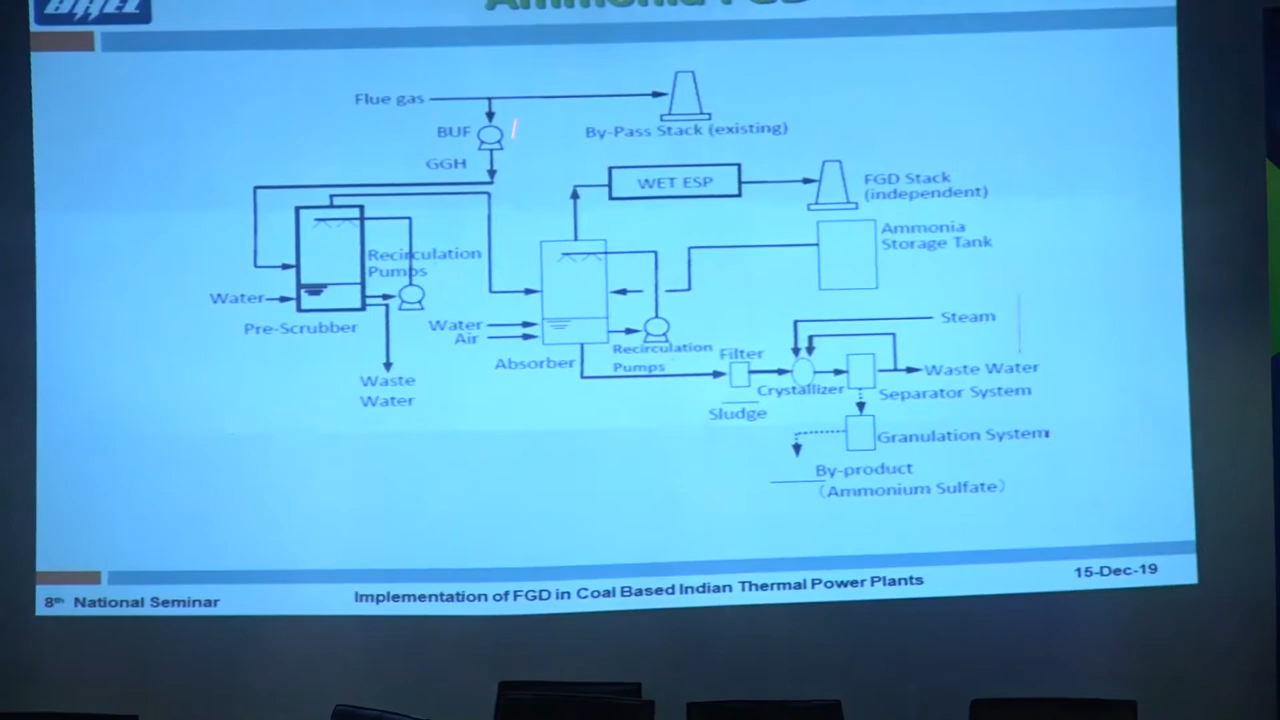 BHEL
Ammonia FGD
Flue gas
BUF
By-Pass Stack (existing)
GGH
WET ESP
FGD Stack
(independent)
Ammonia
Storage Tank
Recirculation
Pumps
Water
Pre-Scrubber
Water
Air
Absorber
Recirculation
Pumps
Steam
Filter
Waste Water
Crystallizer
Separator System
Waste
Water
Sludge
Granulation System
By-product
(Ammonium Sulfate)
8th National Seminar
Implementation of FGD in Coal Based Indian Thermal Power Plants
15-Dec-19